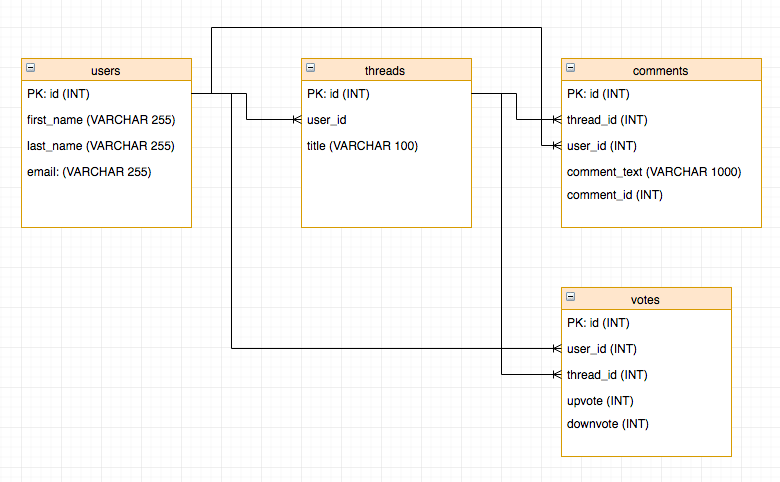 users
PK: id (INT)
first_name (VARCHAR 255)
last_name (VARCHAR 255)
email: (VARCHAR 255)
threads
PK: id (INT)
user_id
title (VARCHAR 100)
comments
PK: id (INT)
thread_id (INT)
user_id (INT)
comment_text (VARCHAR 1000)
comment_id (INT)
votes
PK: id (INT)
user_id (INT)
thread_id (INT)
upvote (INT)
downvote (INT)